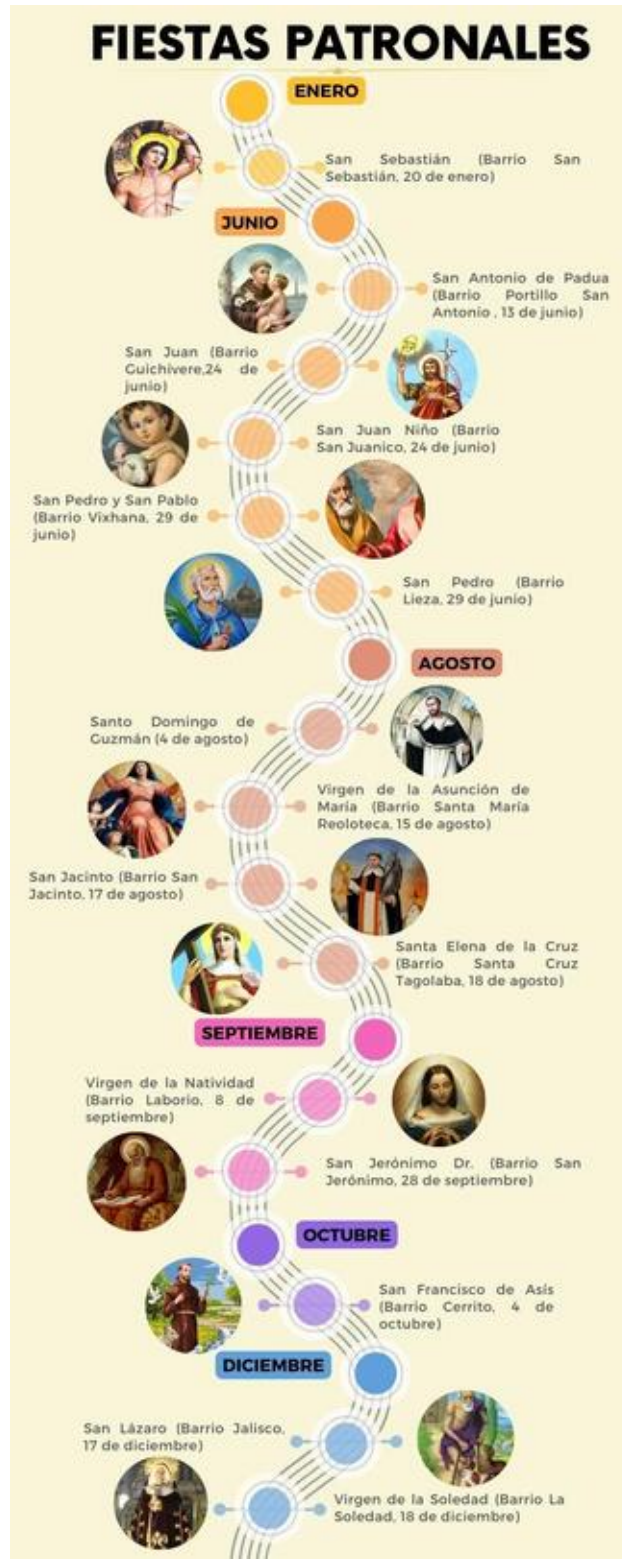 FIESTAS PATRONALES
ENERO
San Sebastián (Barrio San
Sebastián, 20 de enero)
JUNIO
San Antonio de Padua
(Barrio Portillo San
Antonio , 13 de junio)
San Juan (Barrio
Guichivere,24 de
junio)
San Juan Niño (Barrio
San Juanico, 24 de junio)
San Pedro y San Pablo
(Barrio Vixhana, 29 de
junio)
San Pedro (Barrio
Lieza, 29 de junio)
AGOSTO
Santo Domingo de
Guzmán (4 de agosto)
Virgen de la Asunción de
María (Barrio Santa María
Reoloteca, 15 de agosto)
San Jacinto (Barrio San
Jacinto, 17 de agosto)
Santa Elena de la Cruz
(Barrio Santa Cruz
Tagolaba, 18 de agosto)
SEPTIEMBRE
Virgen de la Natividad
(Barrio Laborio, 8 de
septiembre)
San Jerónimo Dr. (Barrio San
Jerónimo, 28 de septiembre)
OCTUBRE
San Francisco de Asís
(Barrio Cerrito, 4 de
octubre)
DICIEMBRE
San Lázaro (Barrio Jalisco,
17 de diciembre)
Virgen de la Soledad (Barrio La
Soledad, 18 de diciembre)